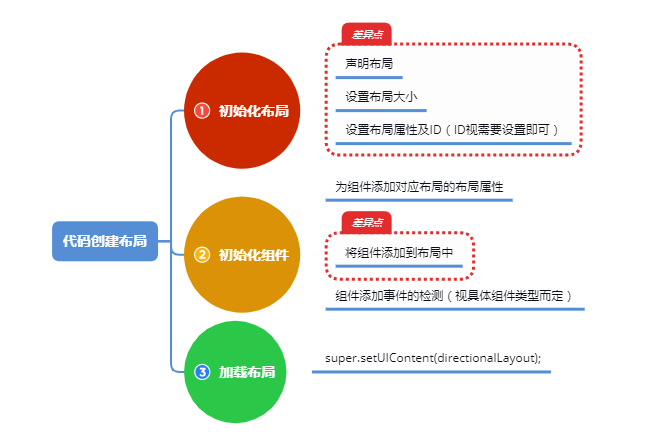 代码创建布局
1 初始化布局
差异点
声明布局
设置布局大小
设置布局属性及ID（ID视需要设置即可）
2 初始化组件
为组件添加对应布局的布局属性
差异点
将组件添加到布局中
组件添加事件的检测（视具体组件类型而定）
3 加载布局
super.setUIContent(directionalLayout);